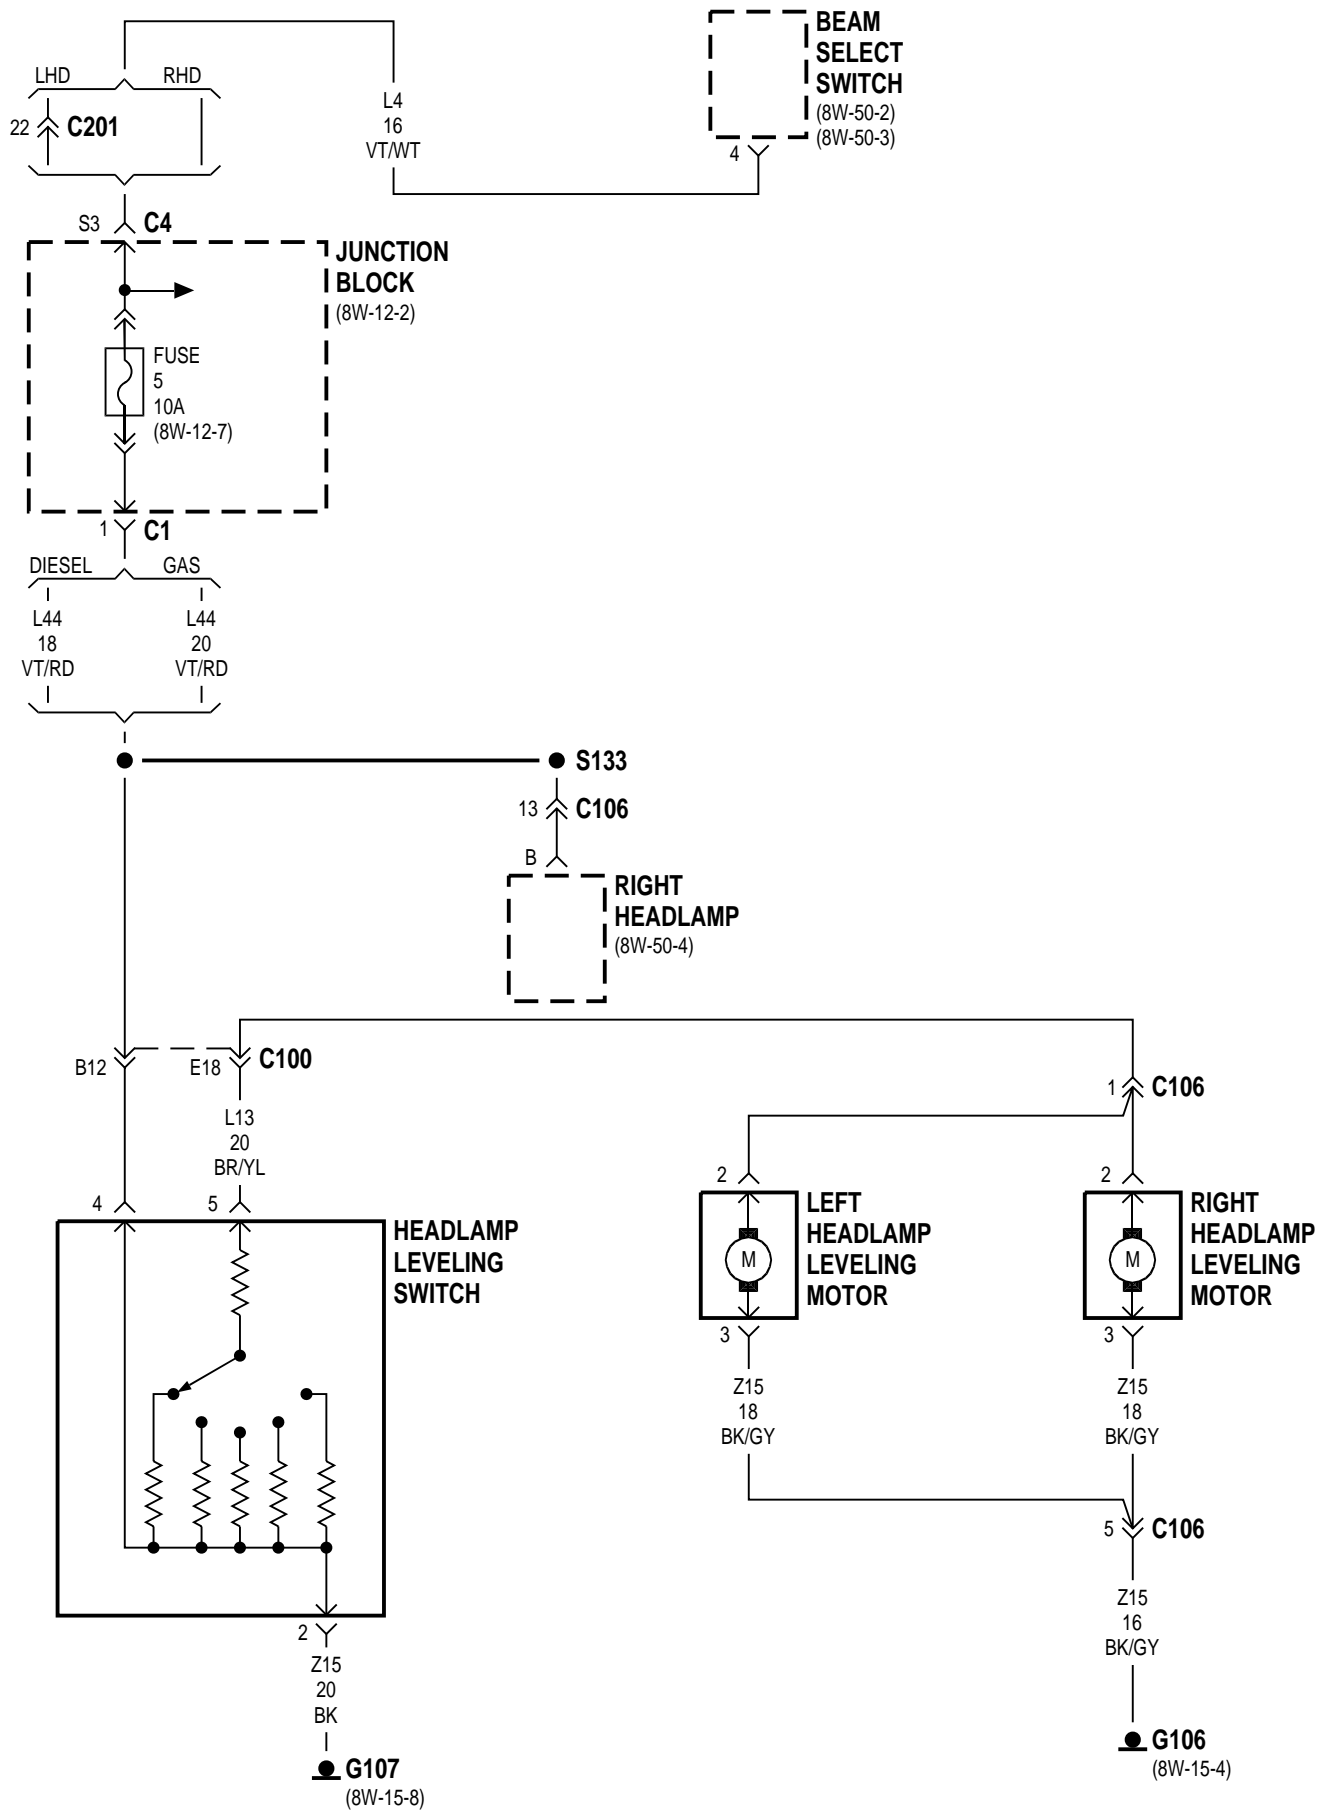 BEAM
SELECT
SWITCH
(8W-50-2)
(8W-50-3)
4
LHD
RHD
22
C201
L4
16
VT/WT
S3
C4
JUNCTION
BLOCK
(8W-12-2)
FUSE
5
10A
(8W-12-7)
1
C1
DIESEL
GAS
L44
18
VT/RD
L44
20
VT/RD
S133
13
C106
B
RIGHT
HEADLAMP
(8W-50-4)
B12
E18
C100
L13
20
BR/YL
4
5
HEADLAMP
LEVELING
SWITCH
1
C106
2
LEFT
HEADLAMP
LEVELING
MOTOR
M
3
2
RIGHT
HEADLAMP
LEVELING
MOTOR
M
3
Z15
18
BK/GY
Z15
18
BK/GY
5
C106
Z15
16
BK/GY
G106
(8W-15-4)
2
Z15
20
BK
G107
(8W-15-8)